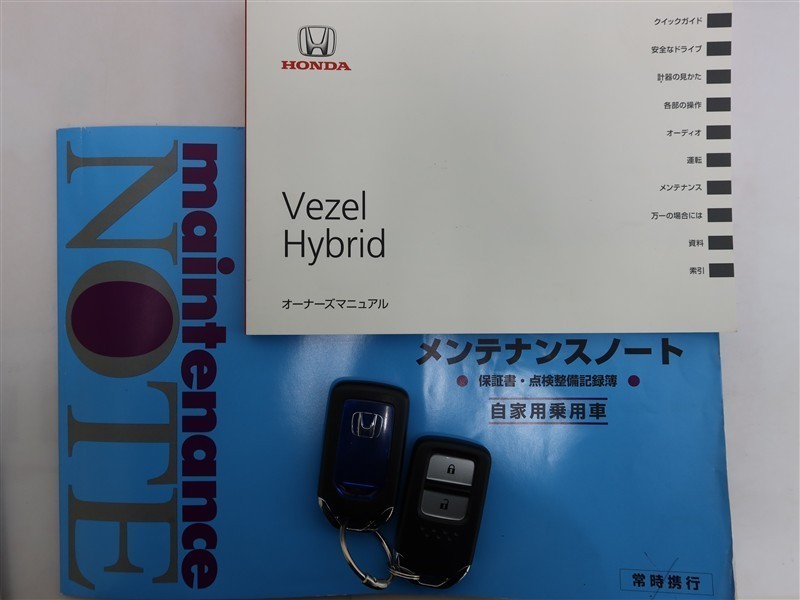 HONDA
Vezel
Hybrid
オーナーズマニュアル
クイックガイド
安全なドライブ
計器の見かた
各部の操作
オーディオ
運転
メンテナンス
万一の場合には
資料
索引
maintenance
NOTE
メンテナンスノート
● 保証書・点検整備記録簿 ●
自家用乗用車
常時携行